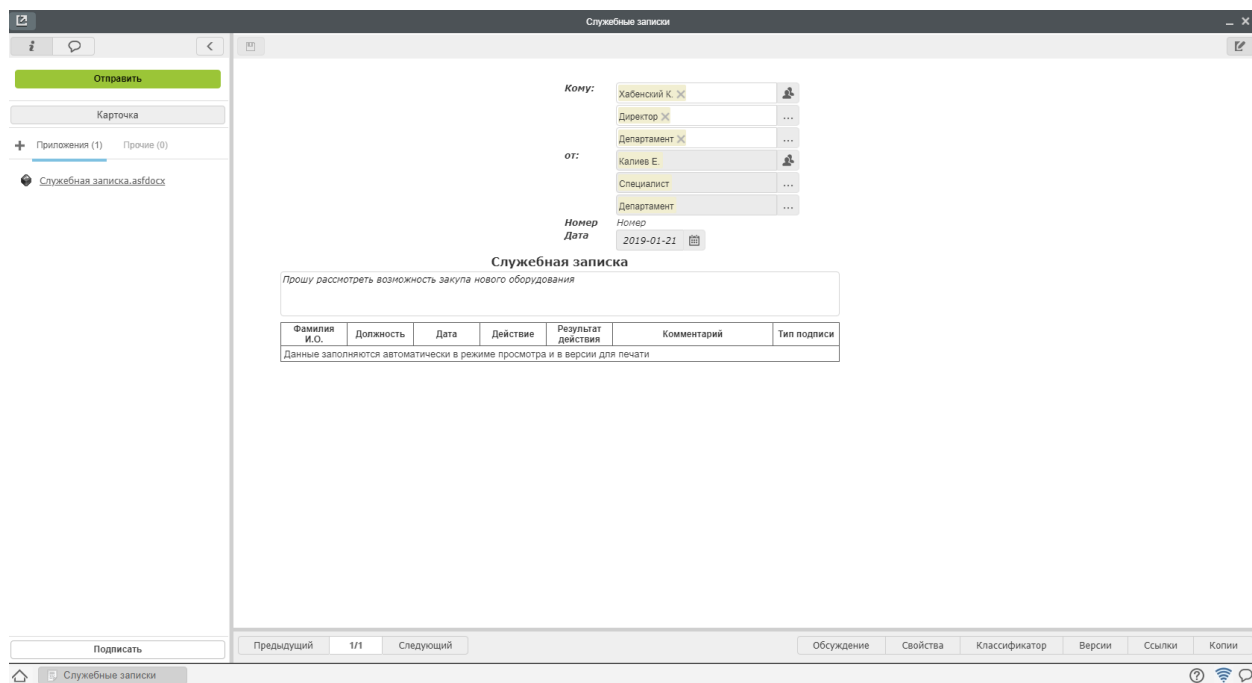 Служебные записки
Отправить
Карточка
Приложения (1) Прочие (0)
Служебная записка.asfdocx
Подписать
Кому: Хабенский К.
Директор
Департамент
от: Калиев Е.
Специалист
Департамент
Номер Номер
Дата 2019-01-21
Служебная записка
Прошу рассмотреть возможность закупа нового оборудования
Фамилия И.О. Должность Дата Действие Результат действия Комментарий Тип подписи
Данные заполняются автоматически в режиме просмотра и в версии для печати
Предыдущий 1/1 Следующий Обсуждение Свойства Классификатор Версии Ссылки Копии
Служебные записки